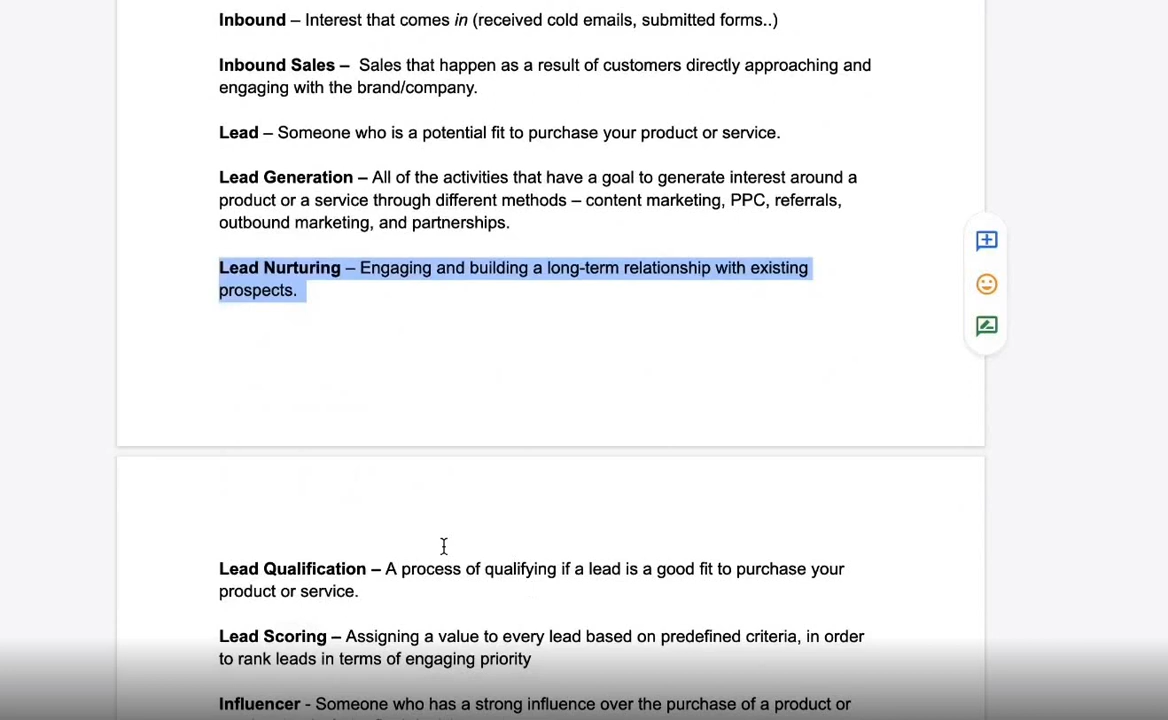 Inbound – Interest that comes in (received cold emails, submitted forms..)
Inbound Sales –  Sales that happen as a result of customers directly approaching and
engaging with the brand/company.
Lead – Someone who is a potential fit to purchase your product or service.
Lead Generation – All of the activities that have a goal to generate interest around a
product or a service through different methods – content marketing, PPC, referrals,
outbound marketing, and partnerships.
Lead Nurturing – Engaging and building a long-term relationship with existing
prospects.
Lead Qualification – A process of qualifying if a lead is a good fit to purchase your
product or service.
Lead Scoring – Assigning a value to every lead based on predefined criteria, in order
to rank leads in terms of engaging priority
Influencer - Someone who has a strong influence over the purchase of a product or